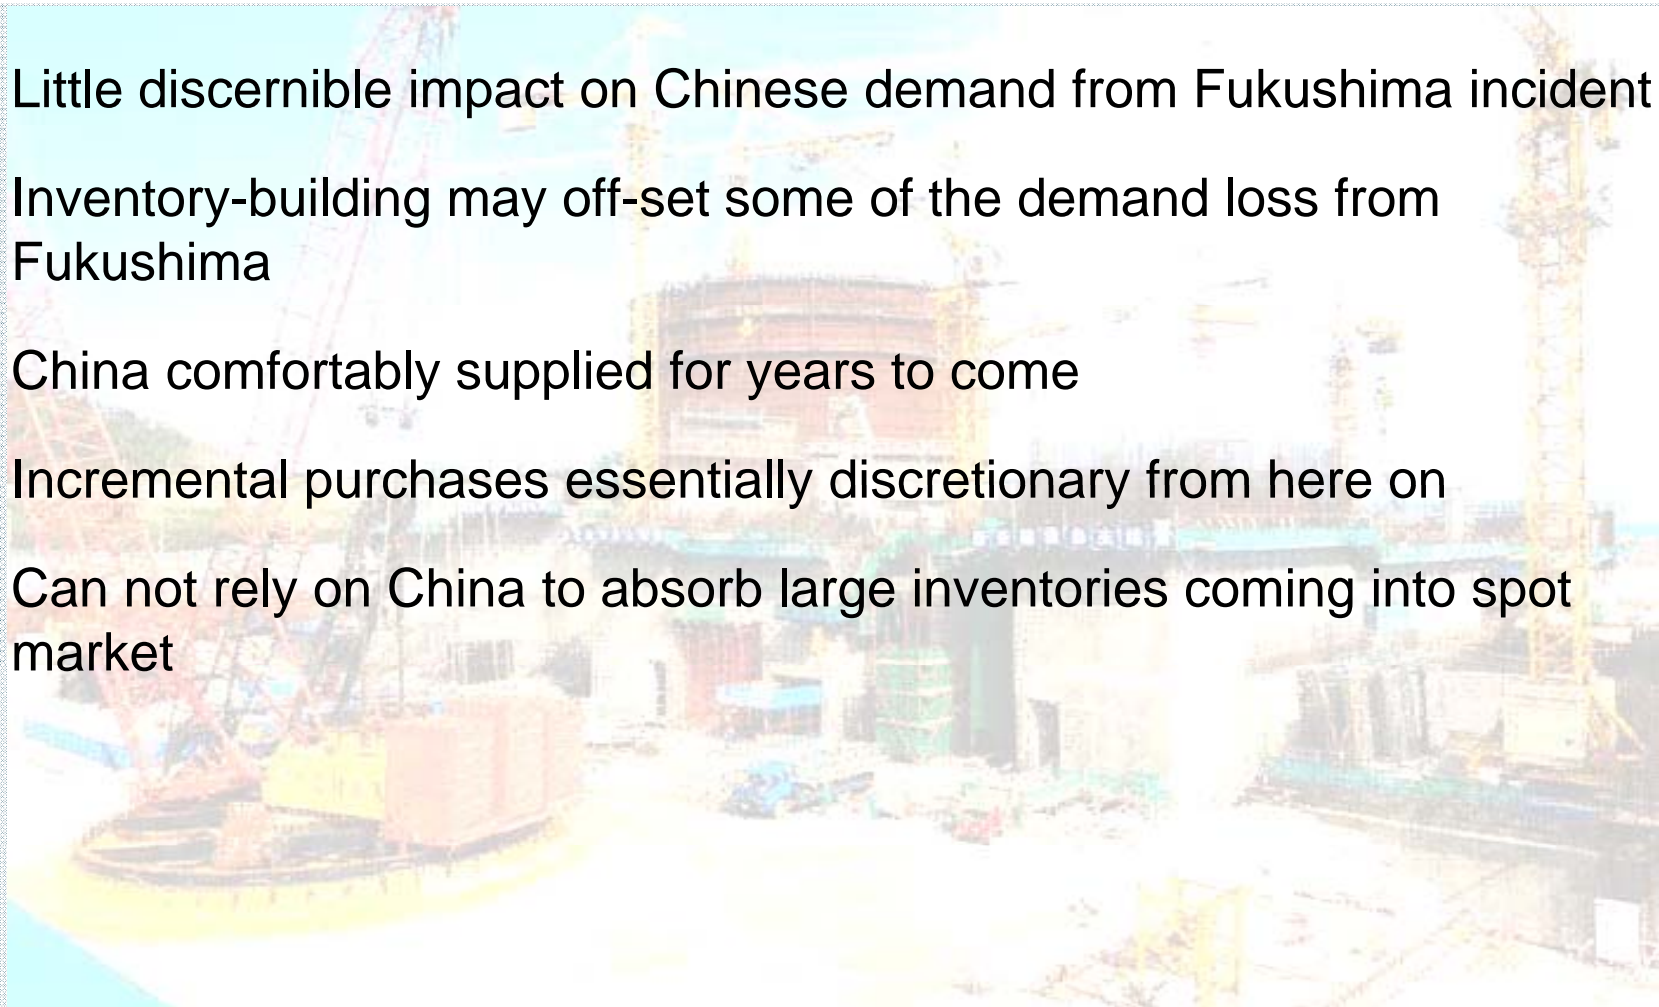 Little discernible impact on Chinese demand from Fukushima incident
Inventory-building may off-set some of the demand loss from
Fukushima
China comfortably supplied for years to come
Incremental purchases essentially discretionary from here on
Can not rely on China to absorb large inventories coming into spot
market